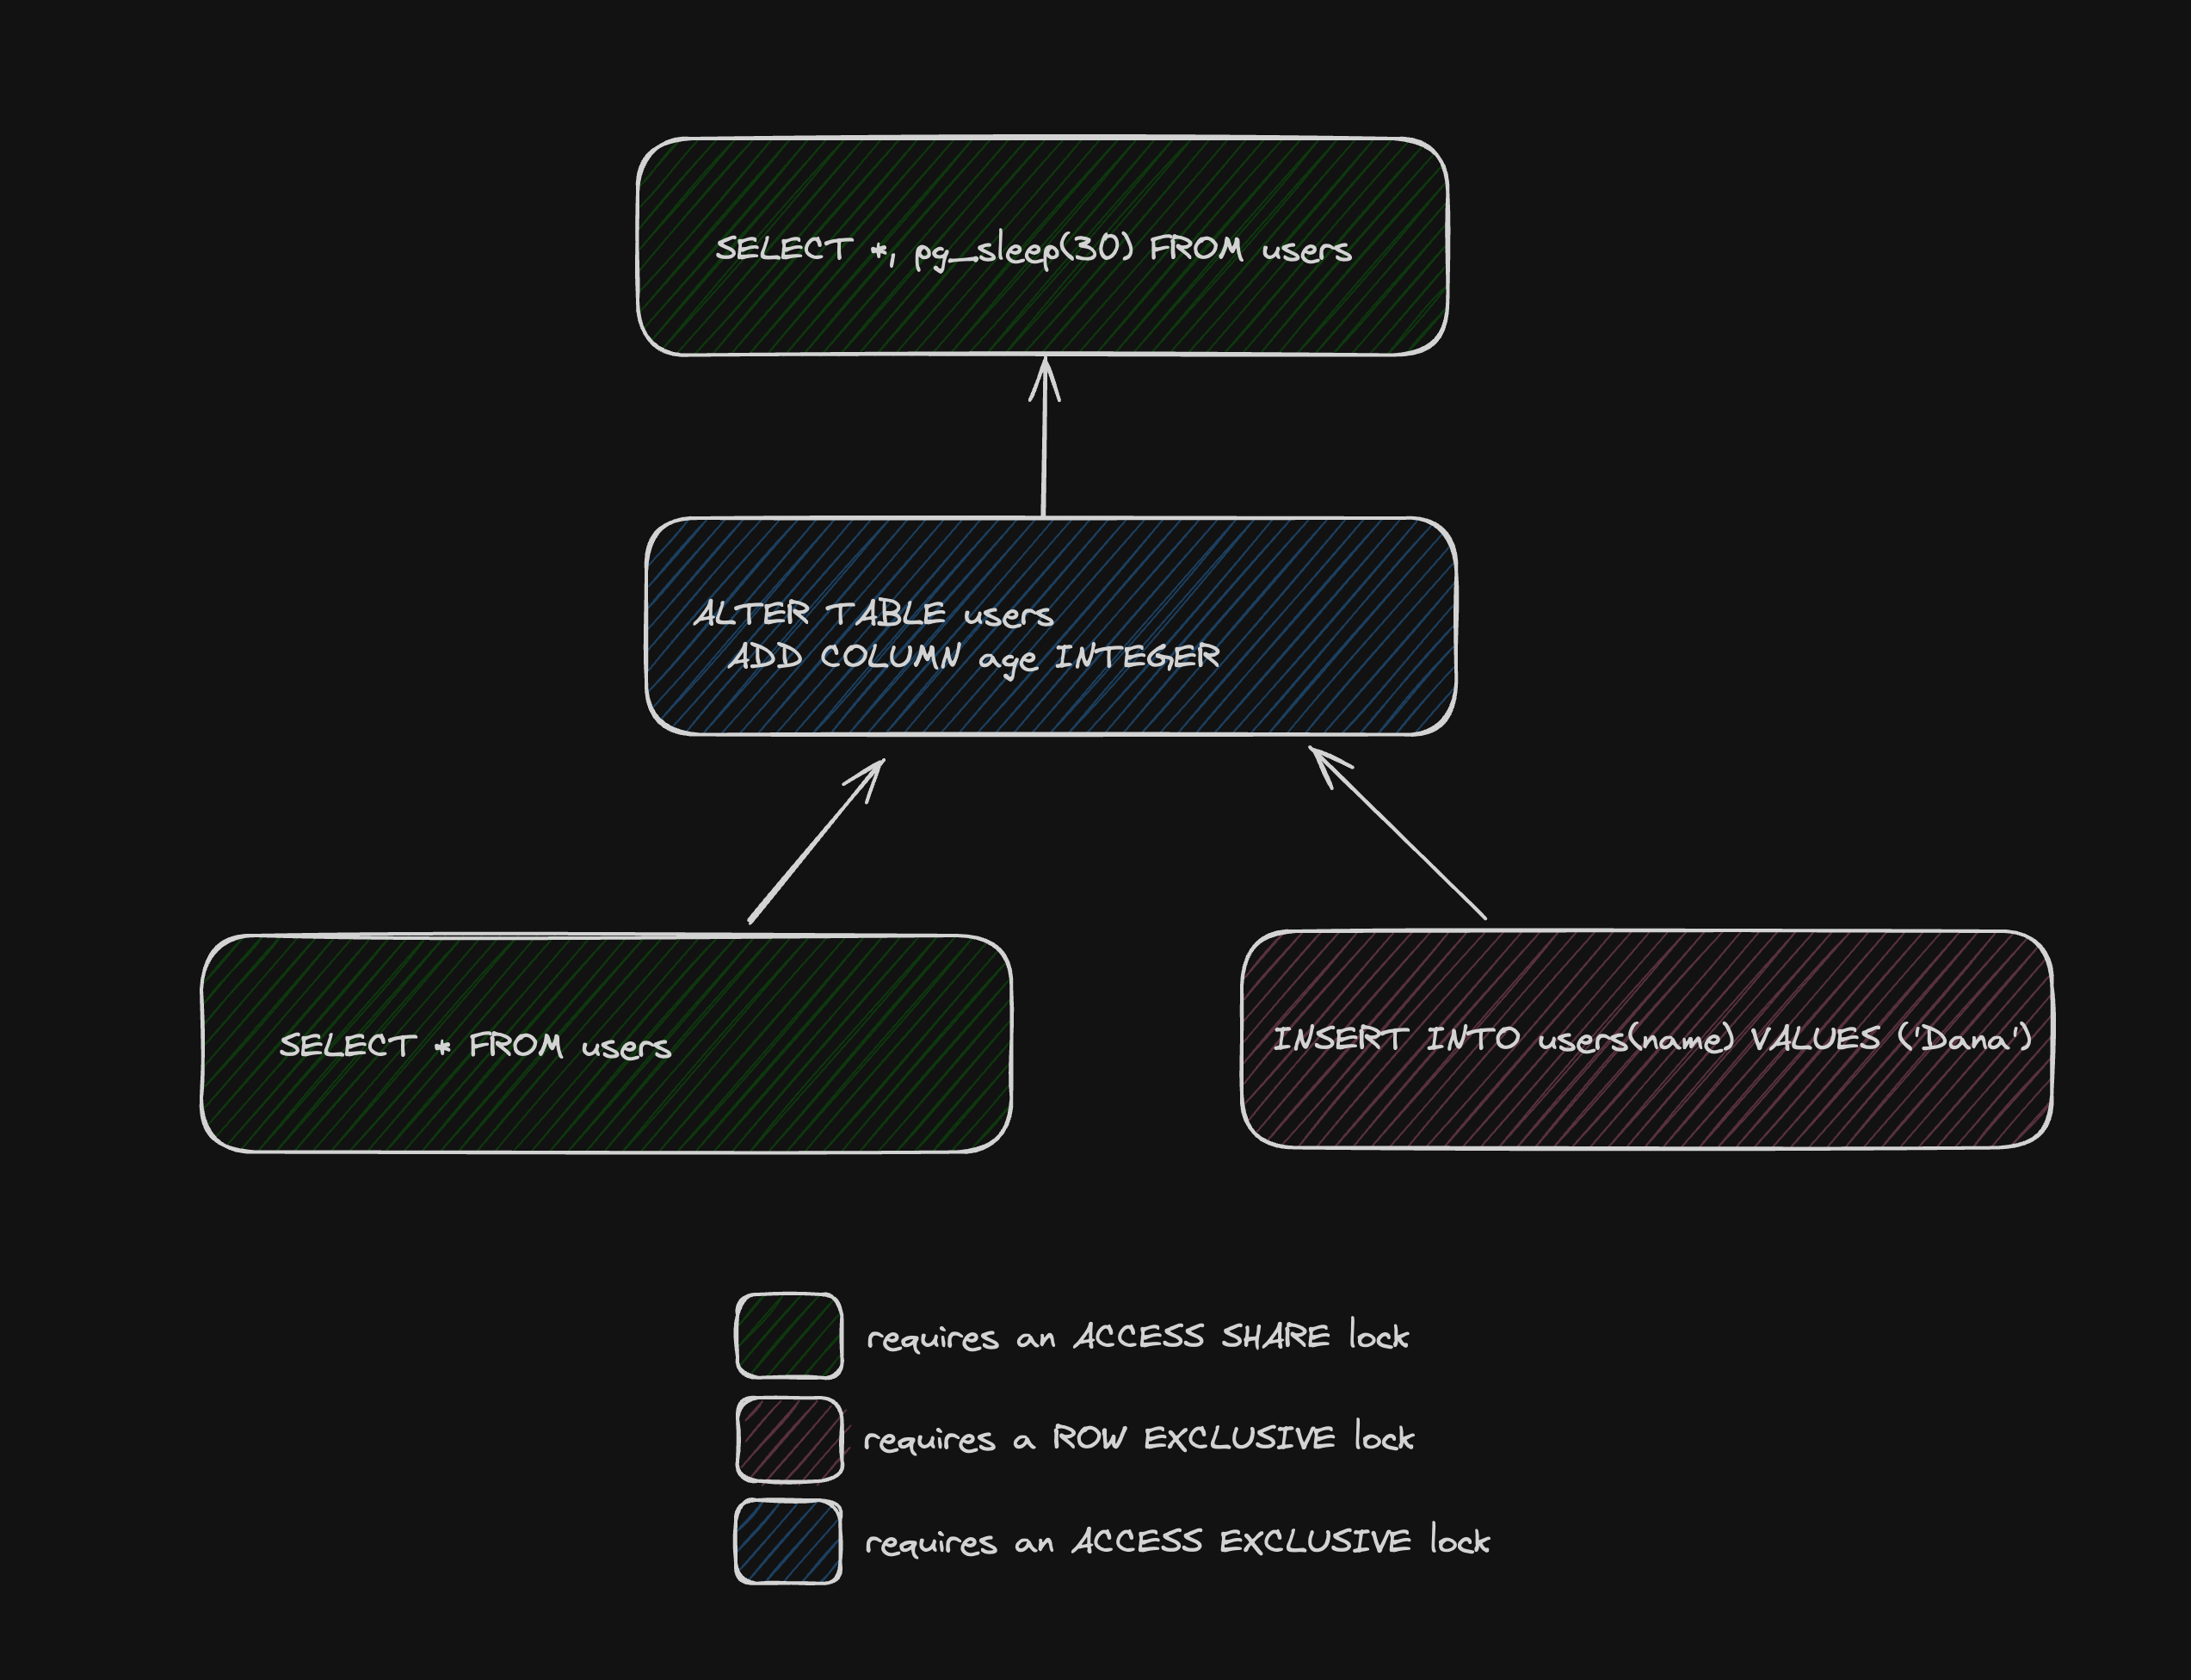 SELECT *, pg_sleep(30) FROM users
ALTER TABLE users
ADD COLUMN age INTEGER
SELECT * FROM users
INSERT INTO users(name) VALUES ('Dana')
requires an ACCESS SHARE lock
requires a ROW EXCLUSIVE lock
requires an ACCESS EXCLUSIVE lock